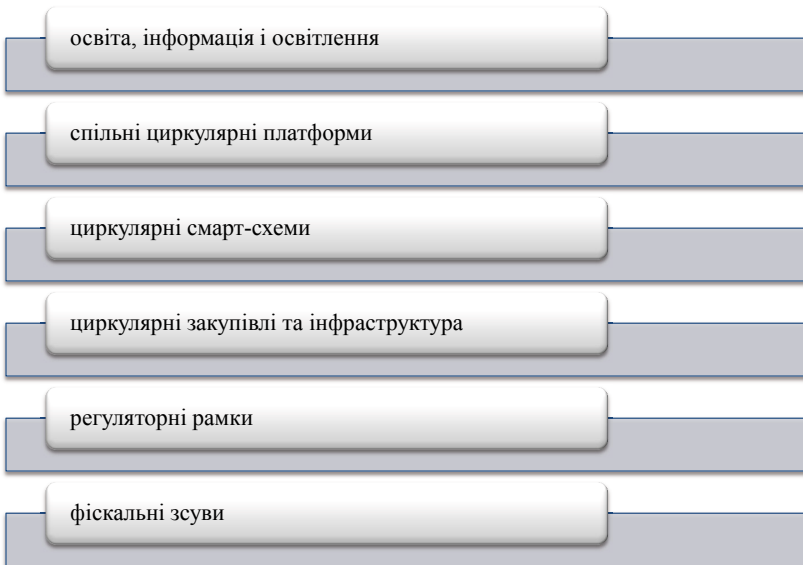 освіта, інформація і освітлення
спільні циркулярні платформи
циркулярні смарт-схеми
циркулярні закупівлі та інфраструктура
регуляторні рамки
фіскальні зсуви